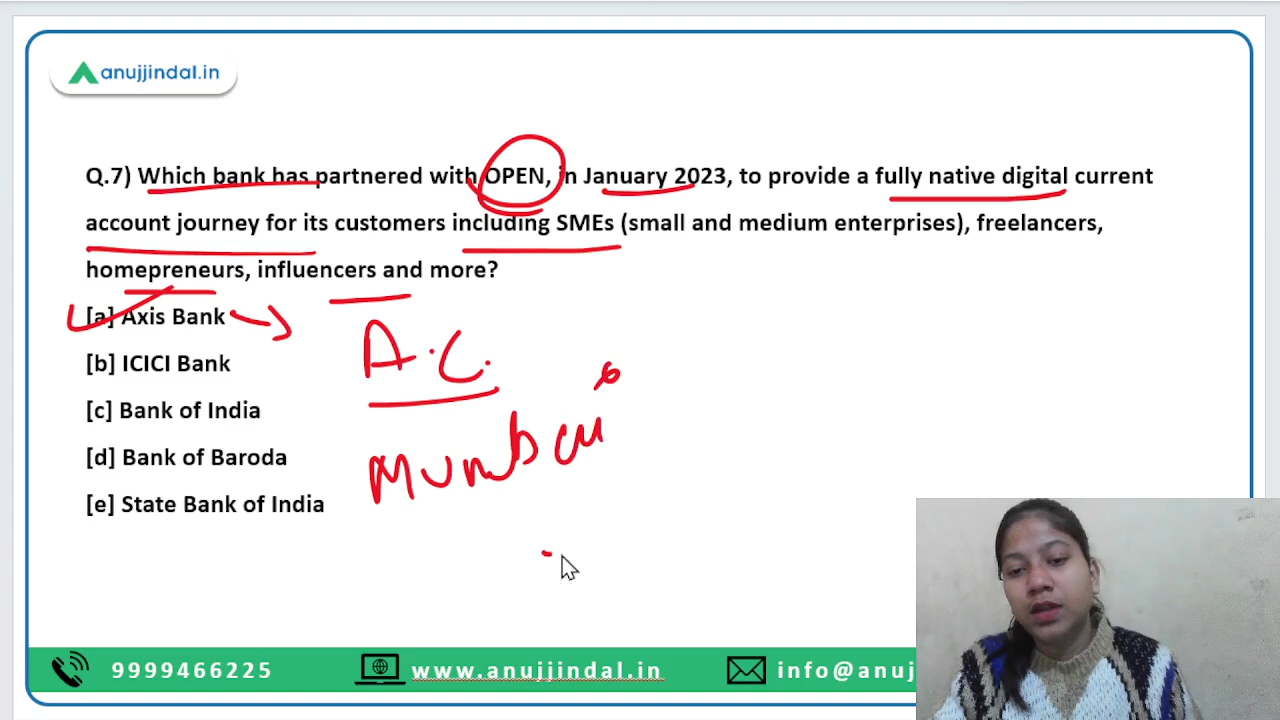 anujjindal.in
Q.7) Which bank has partnered with OPEN, in January 2023, to provide a fully native digital current
account journey for its customers including SMEs (small and medium enterprises), freelancers,
homepreneurs, influencers and more?
[a] Axis Bank
A.C.
[b] ICICI Bank
[c] Bank of India
Mumbai
[d] Bank of Baroda
[e] State Bank of India
9999466225 www.anujjindal.in info@anuj